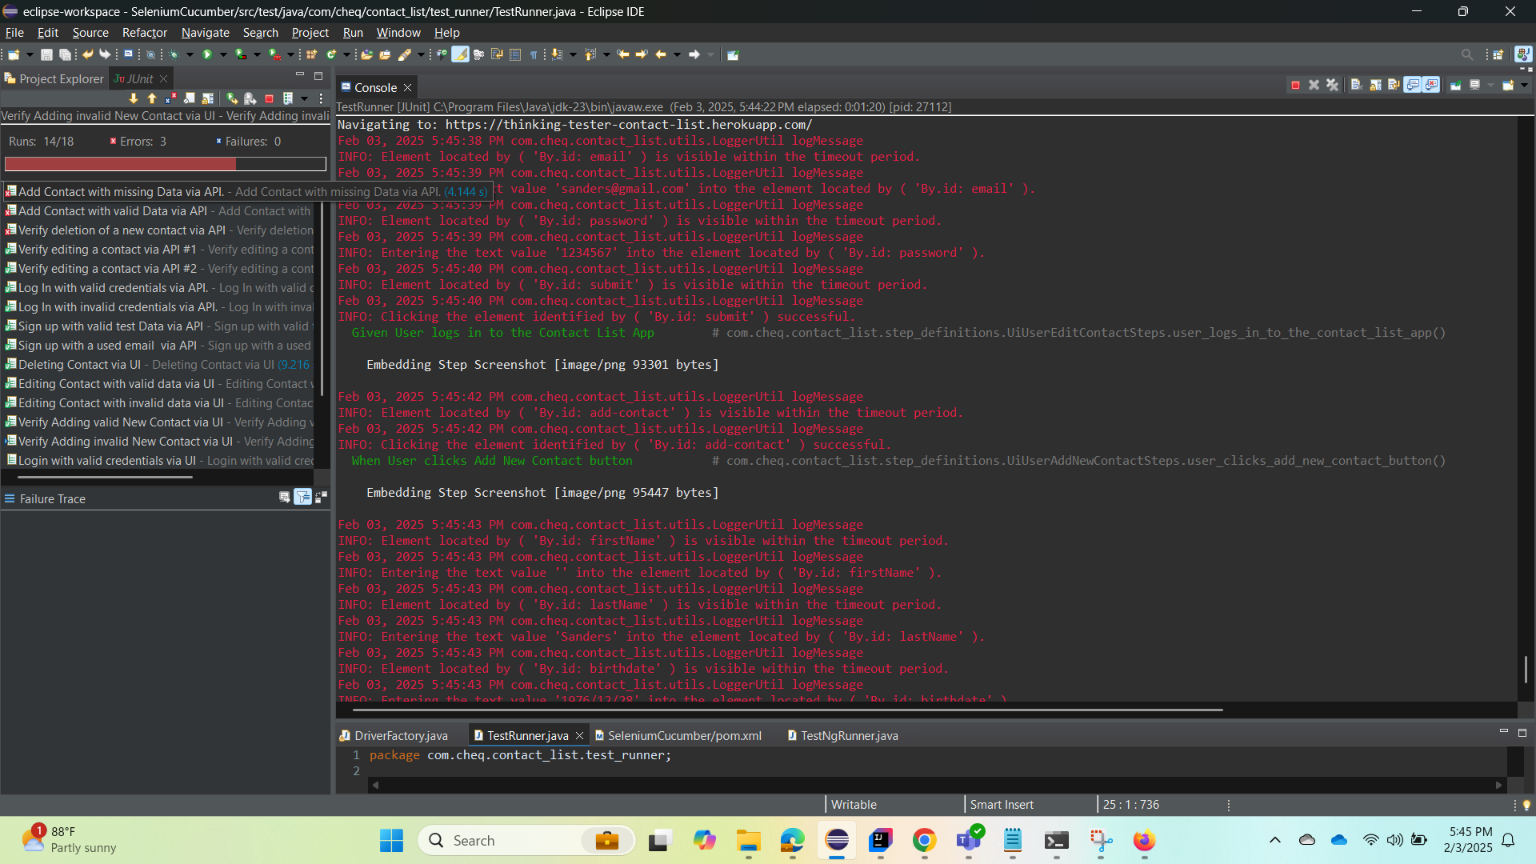 eclipse-workspace - SeleniumCucumber/src/test/java/com/cheq/contact_list/test_runner/TestRunner.java - Eclipse IDE
File Edit Source Refactor Navigate Search Project Run Window Help
Project Explorer JUnit
Verify Adding invalid New Contact via UI - Verify Adding invali
Runs: 14/18 Errors: 3 Failures: 0
Add Contact with missing Data via API. - Add Contact with missing Data via API. (4.144 s)
Add Contact with valid Data via API - Add Contact with
Verify deletion of a new contact via API - Verify deletion
Verify editing a contact via API #1 - Verify editing a cont
Verify editing a contact via API #2 - Verify editing a cont
Log In with valid credentials via API. - Log In with valid c
Log In with invalid credentials via API. - Log In with inva
Sign up with valid test Data via API - Sign up with valid
Sign up with a used email  via API - Sign up with a used
Deleting Contact via UI - Deleting Contact via UI (9.216
Editing Contact with valid data via UI - Editing Contact
Editing Contact with invalid data via UI - Editing Contac
Verify Adding valid New Contact via UI - Verify Adding v
Verify Adding invalid New Contact via UI - Verify Adding
Login with valid credentials via UI - Login with valid cre
Failure Trace
Console
TestRunner [JUnit] C:\Program Files\Java\jdk-23\bin\javaw.exe (Feb 3, 2025, 5:44:22 PM elapsed: 0:01:20) [pid: 27112]
Navigating to: https://thinking-tester-contact-list.herokuapp.com/
Feb 03, 2025 5:45:38 PM com.cheq.contact_list.utils.LoggerUtil logMessage
INFO: Element located by ( 'By.id: email' ) is visible within the timeout period.
Feb 03, 2025 5:45:39 PM com.cheq.contact_list.utils.LoggerUtil logMessage
t value 'sanders@gmail.com' into the element located by ( 'By.id: email' ).
Feb 03, 2025 5:45:39 PM com.cheq.contact_list.utils.LoggerUtil logMessage
INFO: Element located by ( 'By.id: password' ) is visible within the timeout period.
Feb 03, 2025 5:45:39 PM com.cheq.contact_list.utils.LoggerUtil logMessage
INFO: Entering the text value '1234567' into the element located by ( 'By.id: password' ).
Feb 03, 2025 5:45:40 PM com.cheq.contact_list.utils.LoggerUtil logMessage
INFO: Element located by ( 'By.id: submit' ) is visible within the timeout period.
Feb 03, 2025 5:45:40 PM com.cheq.contact_list.utils.LoggerUtil logMessage
INFO: Clicking the element identified by ( 'By.id: submit' ) successful.
Given User logs in to the Contact List App # com.cheq.contact_list.step_definitions.UiUserEditContactSteps.user_logs_in_to_the_contact_list_app()
Embedding Step Screenshot [image/png 93301 bytes]
Feb 03, 2025 5:45:42 PM com.cheq.contact_list.utils.LoggerUtil logMessage
INFO: Element located by ( 'By.id: add-contact' ) is visible within the timeout period.
Feb 03, 2025 5:45:42 PM com.cheq.contact_list.utils.LoggerUtil logMessage
INFO: Clicking the element identified by ( 'By.id: add-contact' ) successful.
When User clicks Add New Contact button # com.cheq.contact_list.step_definitions.UiUserAddNewContactSteps.user_clicks_add_new_contact_button()
Embedding Step Screenshot [image/png 95447 bytes]
Feb 03, 2025 5:45:43 PM com.cheq.contact_list.utils.LoggerUtil logMessage
INFO: Element located by ( 'By.id: firstName' ) is visible within the timeout period.
Feb 03, 2025 5:45:43 PM com.cheq.contact_list.utils.LoggerUtil logMessage
INFO: Entering the text value '' into the element located by ( 'By.id: firstName' ).
Feb 03, 2025 5:45:43 PM com.cheq.contact_list.utils.LoggerUtil logMessage
INFO: Element located by ( 'By.id: lastName' ) is visible within the timeout period.
Feb 03, 2025 5:45:43 PM com.cheq.contact_list.utils.LoggerUtil logMessage
INFO: Entering the text value 'Sanders' into the element located by ( 'By.id: lastName' ).
Feb 03, 2025 5:45:43 PM com.cheq.contact_list.utils.LoggerUtil logMessage
INFO: Element located by ( 'By.id: birthdate' ) is visible within the timeout period.
Feb 03, 2025 5:45:43 PM com.cheq.contact_list.utils.LoggerUtil logMessage
INFO: Entering the text value '1976/12/28' into the element located by ( 'By.id: birthdate' )
DriverFactory.java TestRunner.java SeleniumCucumber/pom.xml TestNgRunner.java
1 package com.cheq.contact_list.test_runner;
2
Writable Smart Insert 25 : 1 : 736
1
88°F
Partly sunny
Search
5:45 PM
2/3/2025